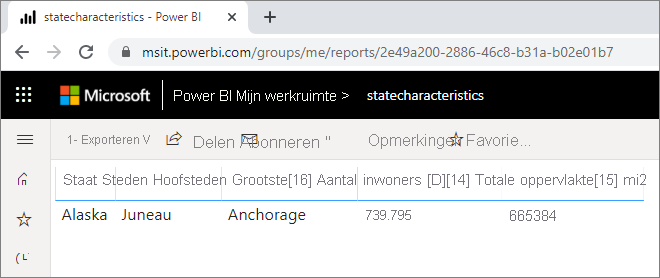 statecharacteristics - Power BI
msit.powerbi.com/groups/me/reports/2e49a200-2886-46c8-b31a-b02e01b7
Microsoft Power BI Mijn werkruimte > statecharacteristics
1- Exporteren V Delen Abonneren " Opmerkingen Favorie...
Staat Steden Hoofsteden Grootste[16] Aantal inwoners [D][14] Totale oppervlakte[15] mi2
Alaska Juneau Anchorage 739.795 665384